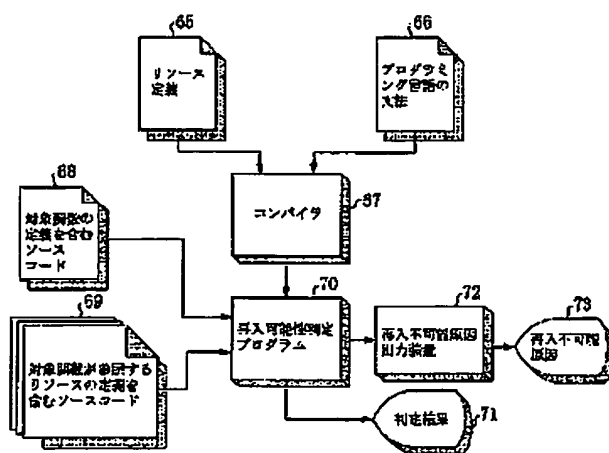 65
リソース
定義
66
プログラミ
ング言語の
文法
67
コンパイラ
68
対象関数の
定義を含む
ソース
コード
69
対象関数が参照する
リソースの定義を
含むソースコード
70
再入可能性判定
プログラム
72
再入不可能原因
出力装置
73
再入不可能
原因
判定結果
71